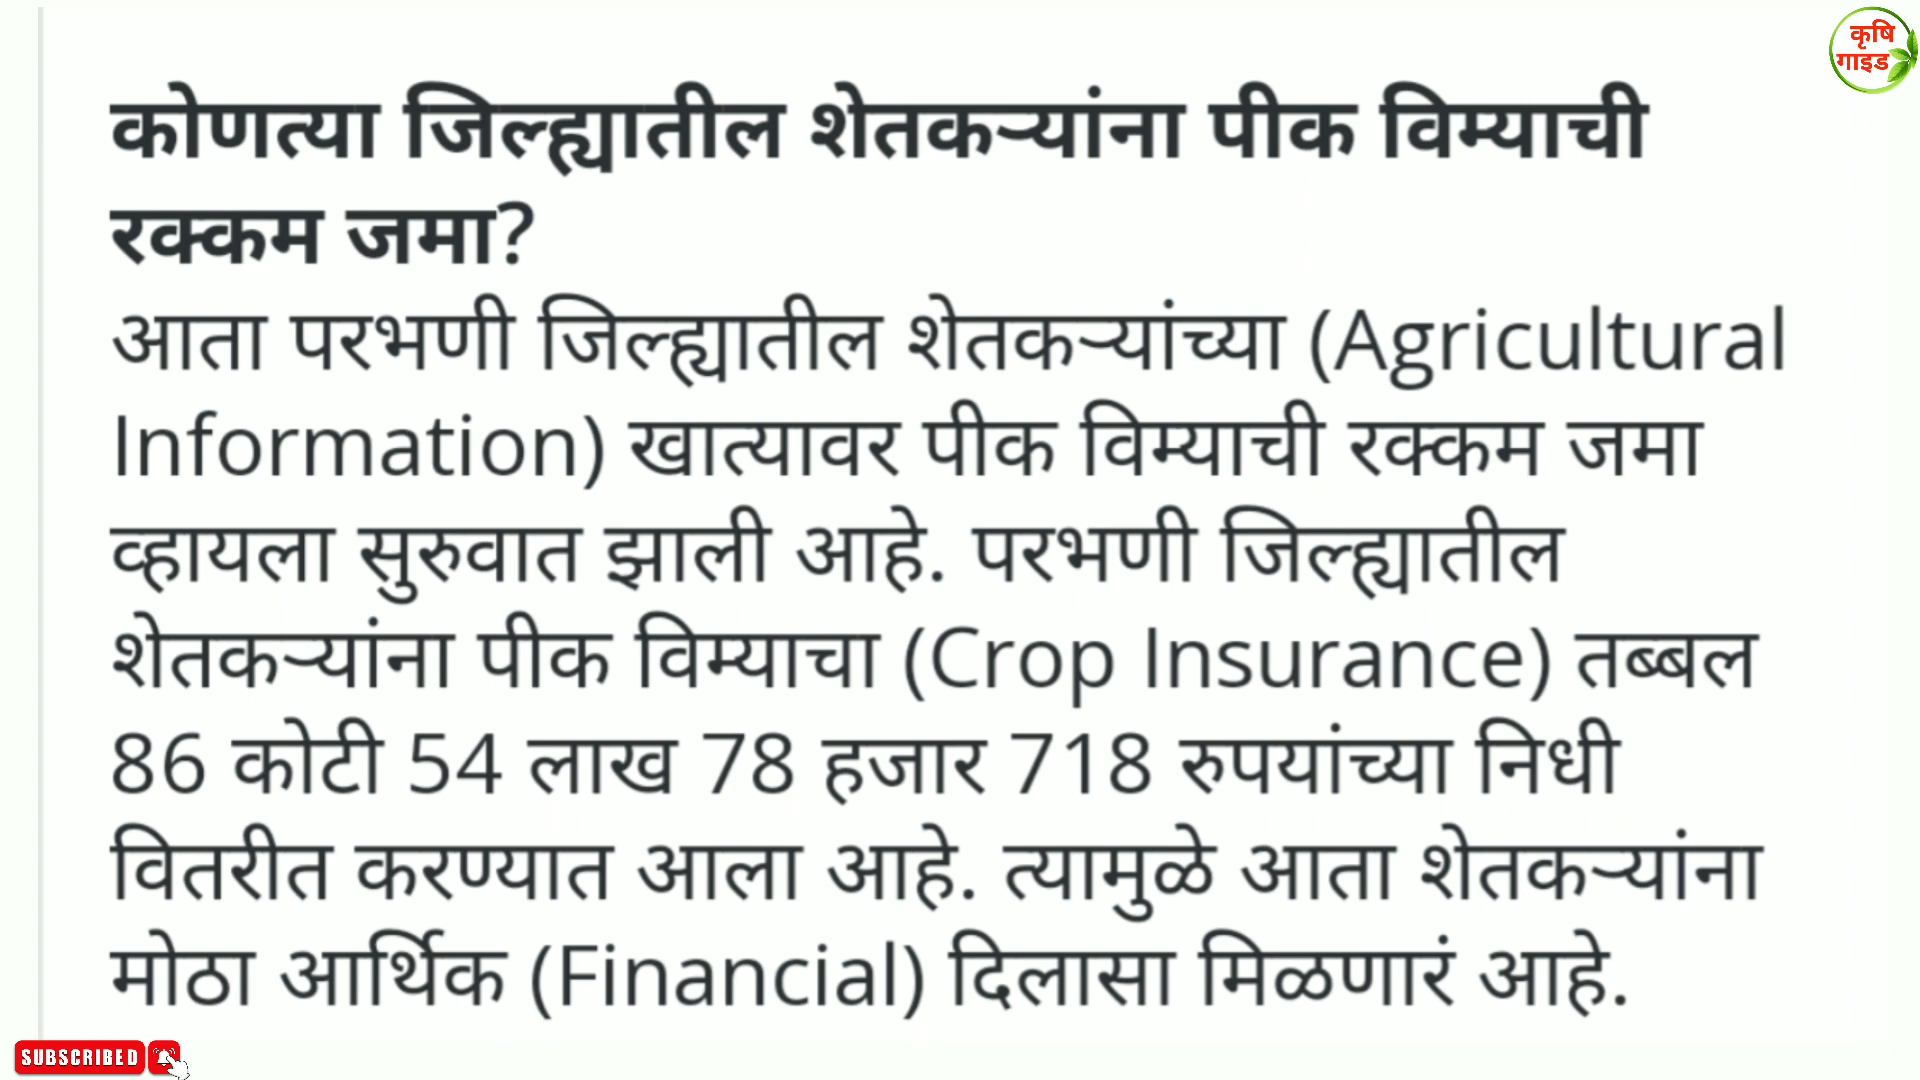 कृषि
गाइड
कोणत्या जिल्ह्यातील शेतकऱ्यांना पीक विम्याची
रक्कम जमा?
आता परभणी जिल्ह्यातील शेतकऱ्यांच्या (Agricultural
Information) खात्यावर पीक विम्याची रक्कम जमा
व्हायला सुरुवात झाली आहे. परभणी जिल्ह्यातील
शेतकऱ्यांना पीक विम्याचा (Crop Insurance) तब्बल
86 कोटी 54 लाख 78 हजार 718 रुपयांच्या निधी
वितरीत करण्यात आला आहे. त्यामुळे आता शेतकऱ्यांना
मोठा आर्थिक (Financial) दिलासा मिळणारं आहे.
SUBSCRIBED